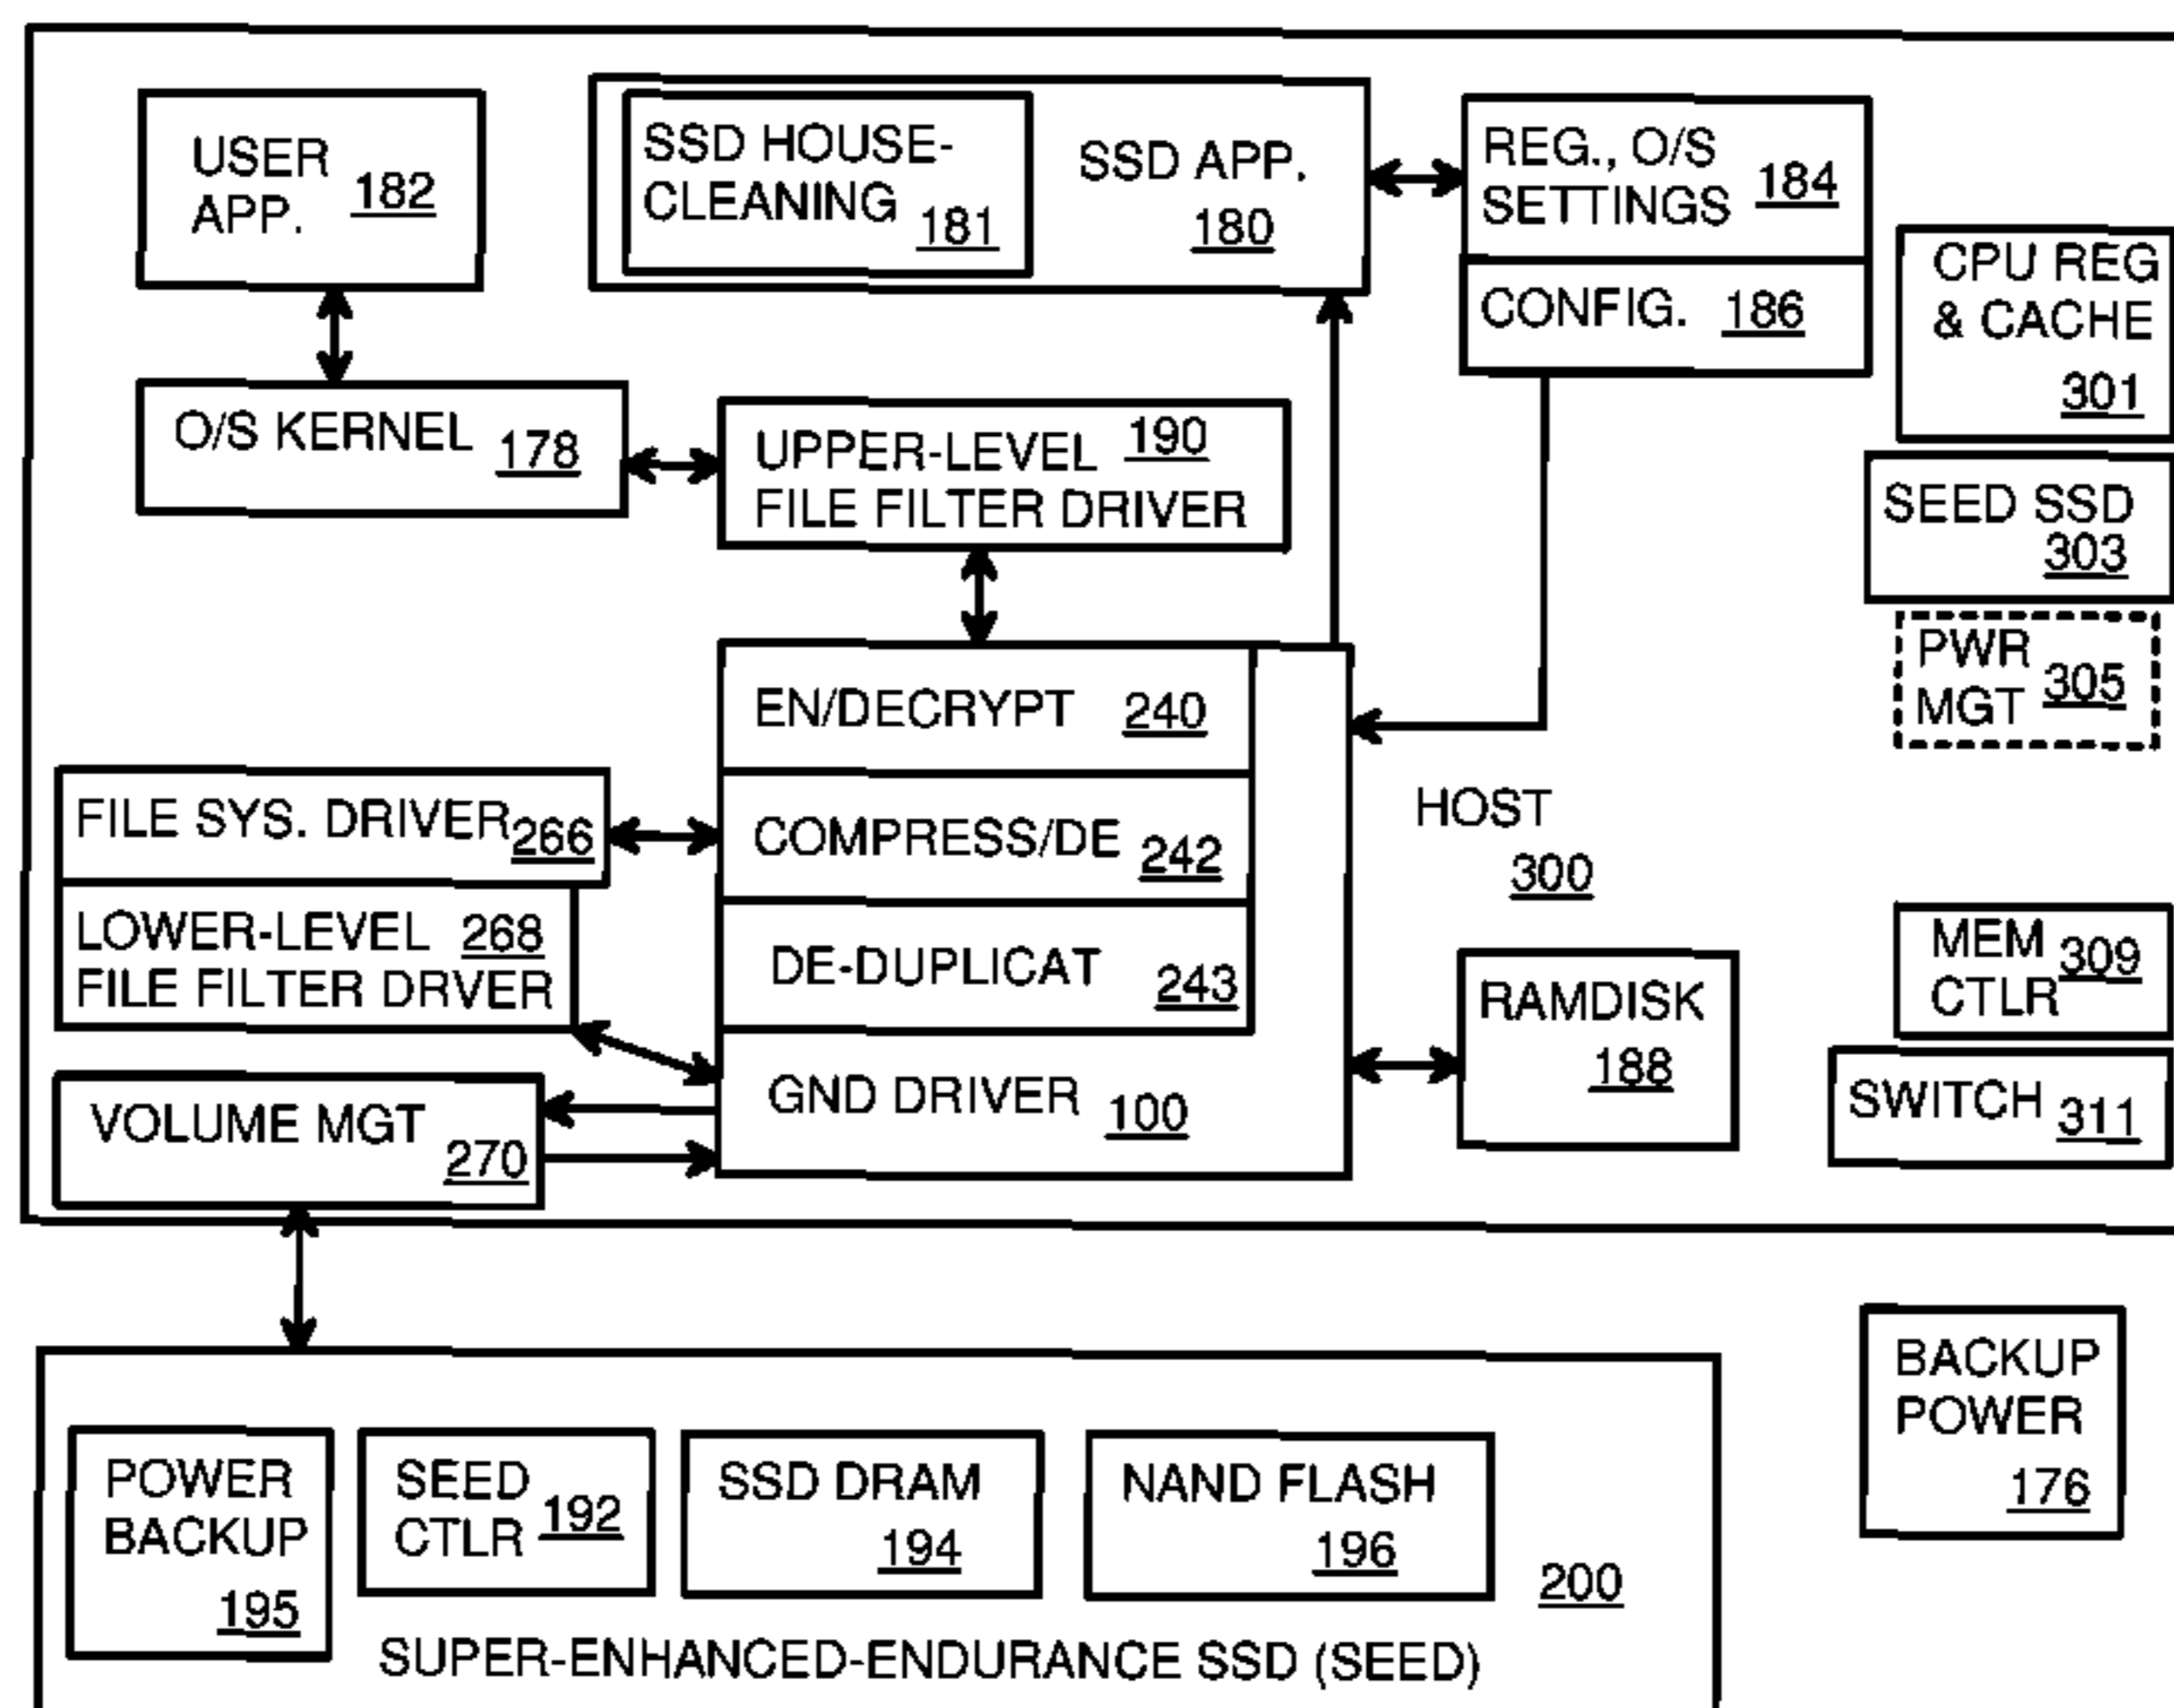 USER
APP. 182
SSD HOUSE-
CLEANING 181
SSD APP.
180
REG., O/S
SETTINGS 184
CONFIG. 186
CPU REG
& CACHE
301
O/S KERNEL 178
UPPER-LEVEL 190
FILE FILTER DRIVER
SEED SSD
303
PWR
MGT 305
EN/DECRYPT 240
FILE SYS. DRIVER 266
COMPRESS/DE 242
HOST
300
LOWER-LEVEL 268
FILE FILTER DRVER
DE-DUPLICAT 243
RAMDISK
188
MEM
CTLR 309
VOLUME MGT
270
GND DRIVER 100
SWITCH 311
BACKUP
POWER
176
POWER
BACKUP
195
SEED
CTLR 192
SSD DRAM
194
NAND FLASH
196
200
SUPER-ENHANCED-ENDURANCE SSD (SEED)